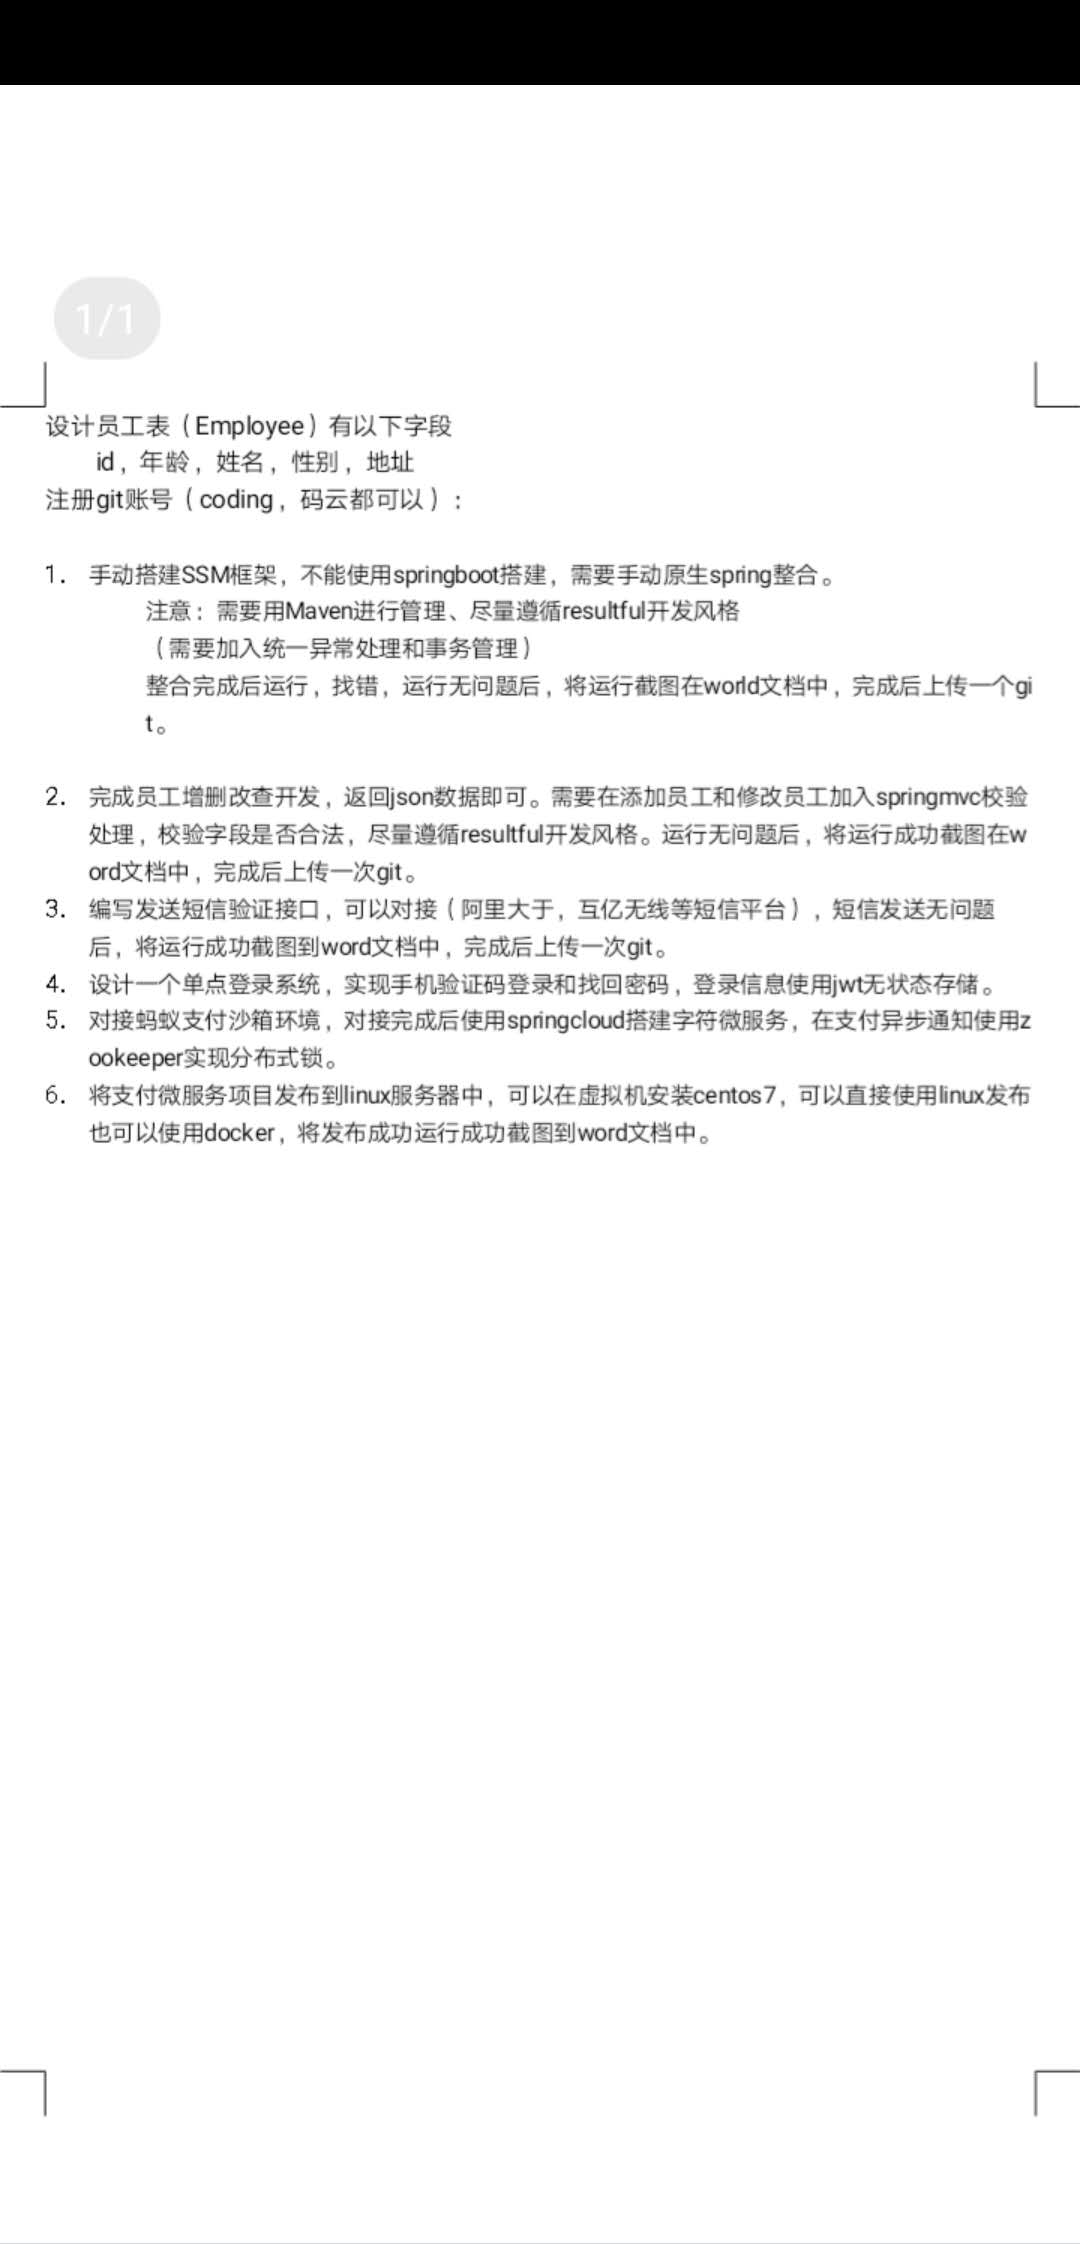 1/1
设计员工表（Employee）有以下字段
id，年龄，姓名，性别，地址
注册git账号（coding，码云都可以）：
1. 手动搭建SSM框架，不能使用springboot搭建，需要手动原生spring整合。
注意：需要用Maven进行管理、尽量遵循resultful开发风格
（需要加入统一异常处理和事务管理）
整合完成后运行，找错，运行无问题后，将运行截图在world文档中，完成后上传一个gi
t。
2. 完成员工增删改查开发，返回json数据即可。需要在添加员工和修改员工加入springmvc校验
处理，校验字段是否合法，尽量遵循resultful开发风格。运行无问题后，将运行成功截图在w
ord文档中，完成后上传一次git。
3. 编写发送短信验证接口，可以对接（阿里大于，互亿无线等短信平台），短信发送无问题
后，将运行成功截图到word文档中，完成后上传一次git。
4. 设计一个单点登录系统，实现手机验证码登录和找回密码，登录信息使用jwt无状态存储。
5. 对接蚂蚁支付沙箱环境，对接完成后使用springcloud搭建字符微服务，在支付异步通知使用z
ookeeper实现分布式锁。
6. 将支付微服务项目发布到linux服务器中，可以在虚拟机安装centos7，可以直接使用linux发布
也可以使用docker，将发布成功运行成功截图到word文档中。